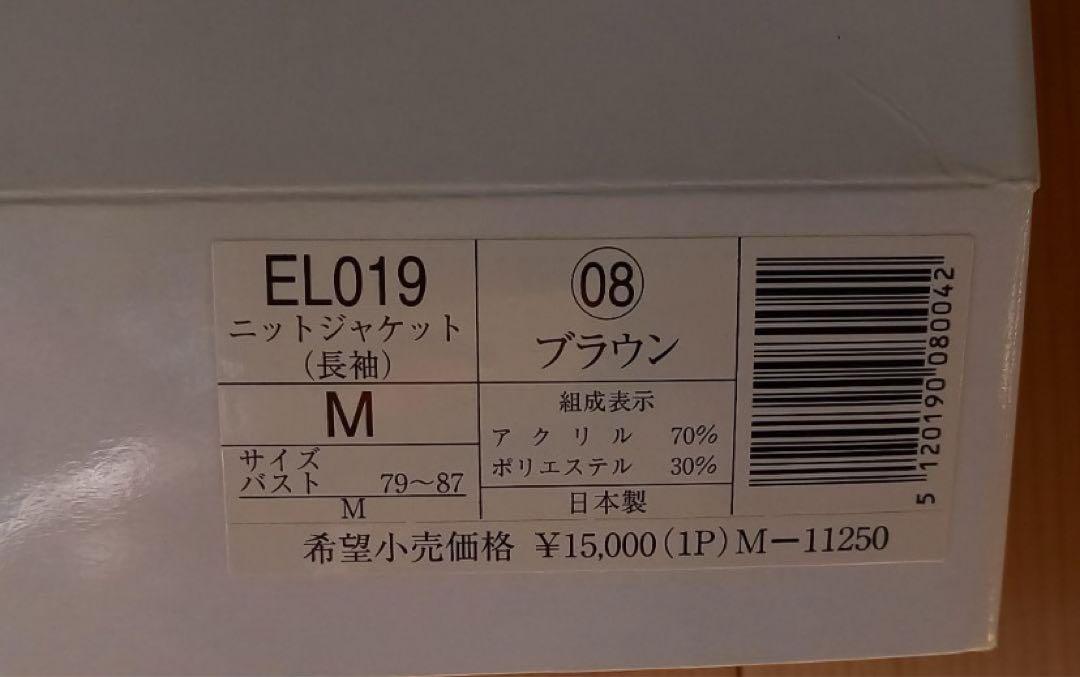 EL019
ニットジャケット
(長袖)
M
サイズ
バスト 79〜87
M
08
ブラウン
組成表示
アクリル 70%
ポリエステル 30%
日本製
5 120190 080042
希望小売価格 ¥15,000(1P)M−11250